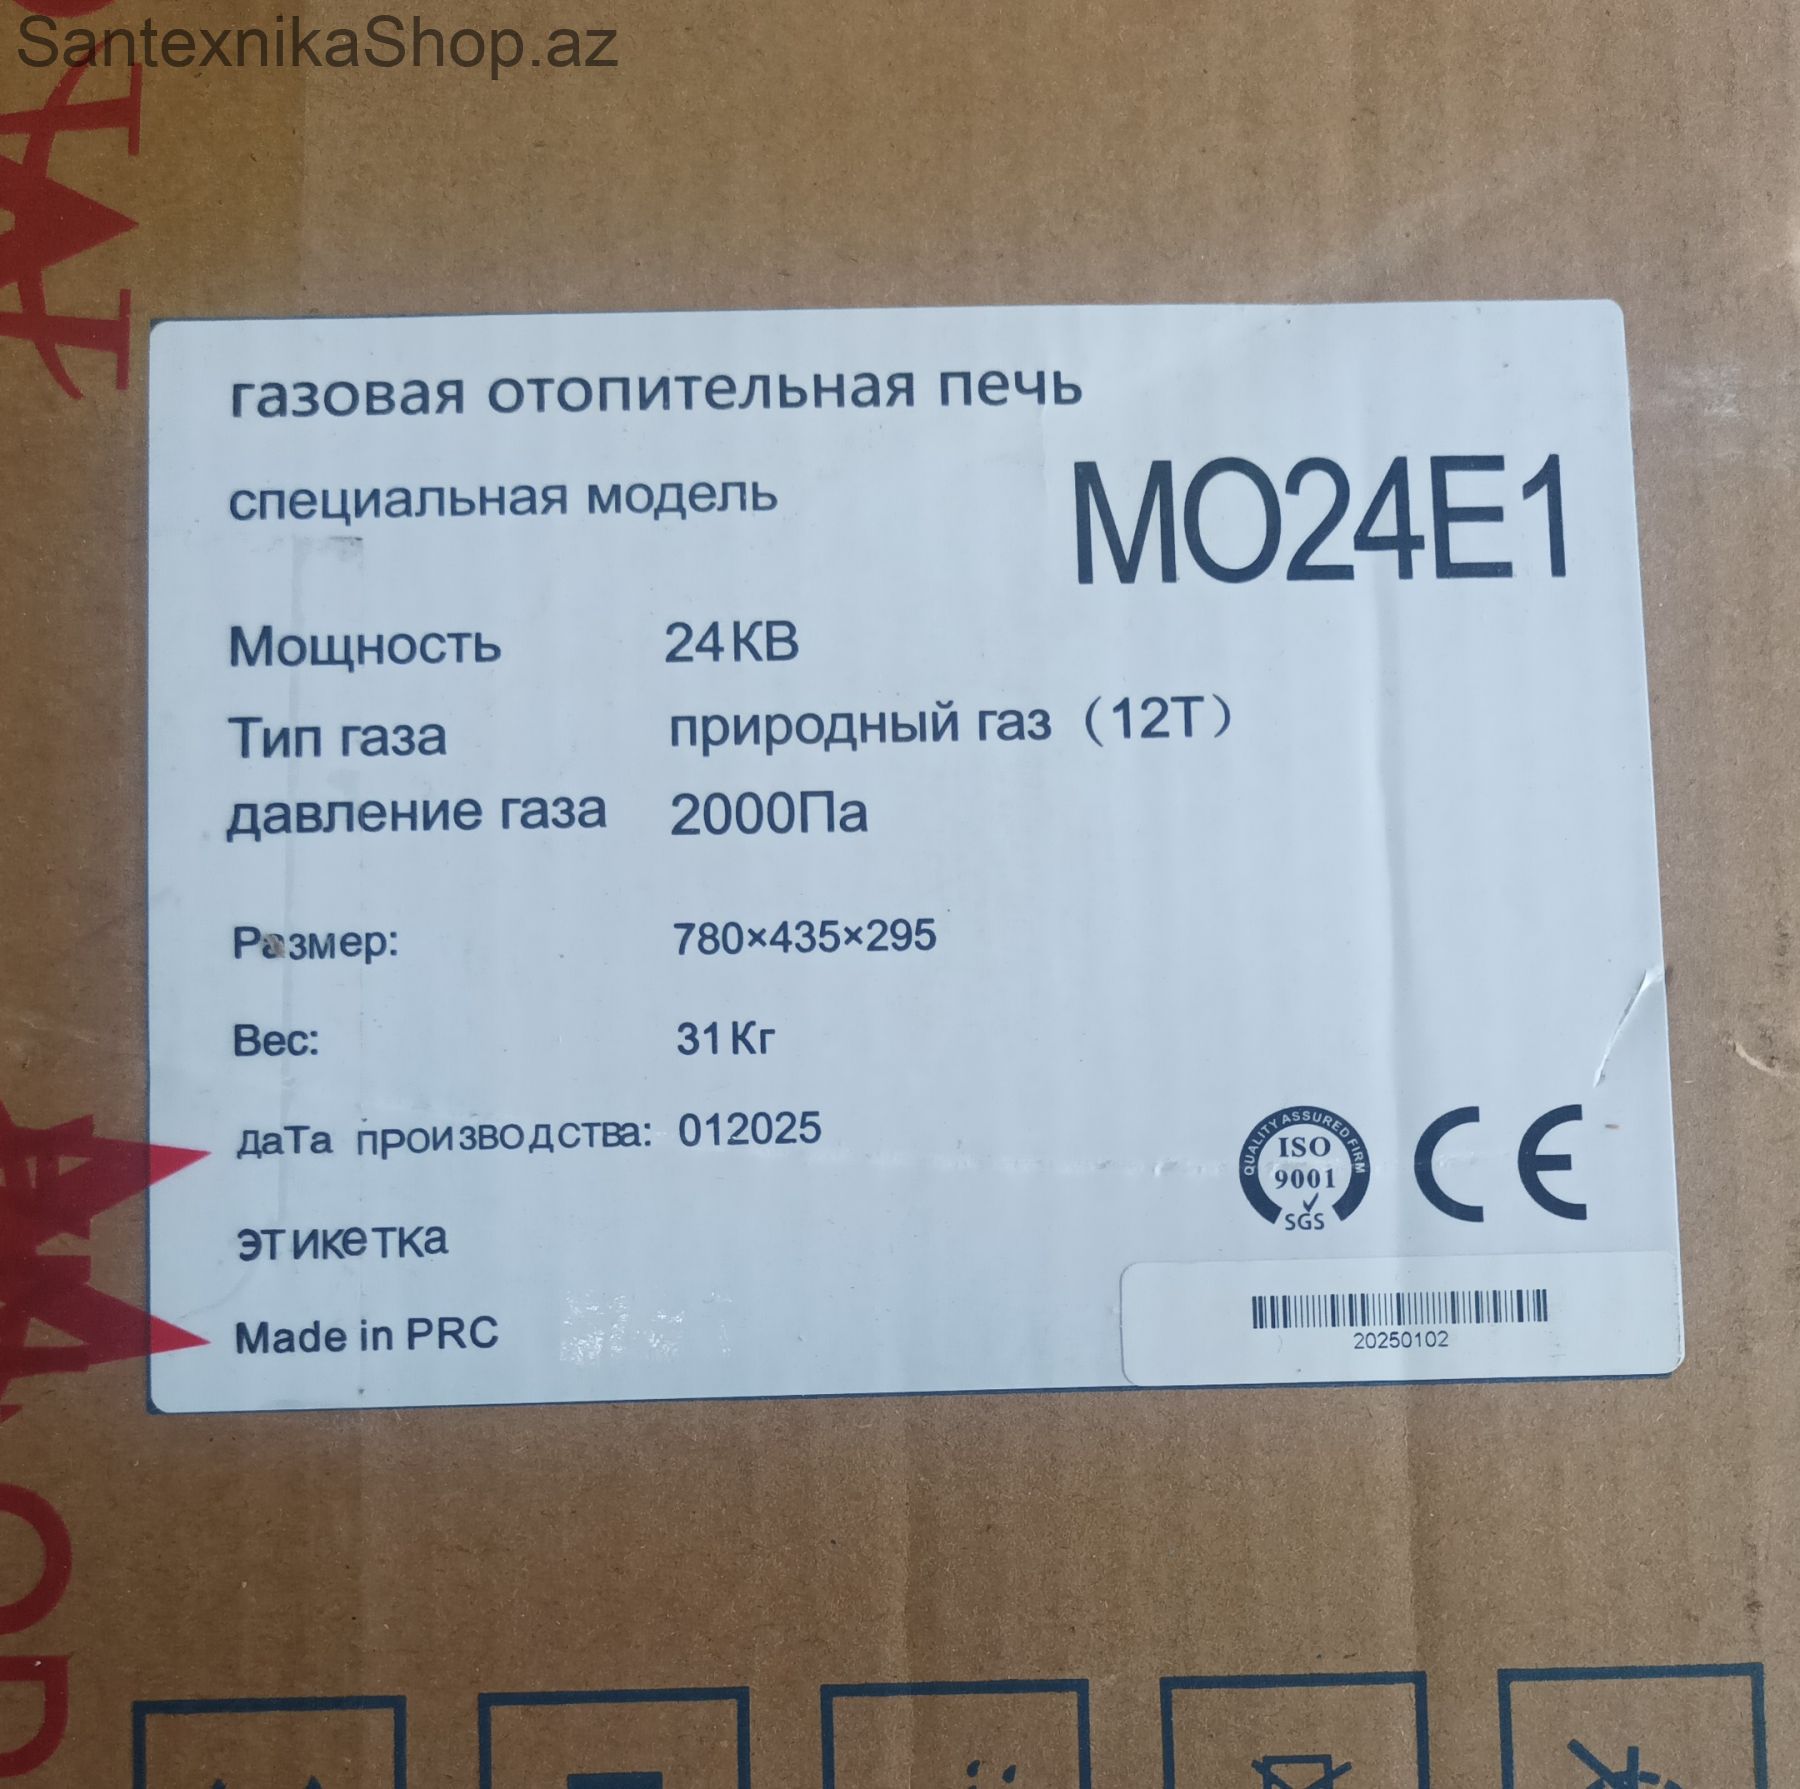 SantexnikaShop.az
газовая отопительная печь
специальная модель
MO24E1
Мощность 24КВ
Тип газа природный газ（12Т）
давление газа 2000Па
Размер: 780×435×295
Вес: 31Кг
даТа производства: 012025
этикетка
Made in PRC
QUALITY ASSURED FIRM
ISO
9001
SGS
CE
20250102